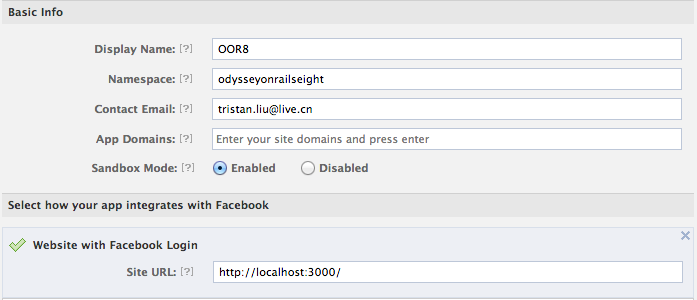 Basic Info
Display Name: [?] OOR8
Namespace: [?] odysseyonrailseight
Contact Email: [?] tristan.liu@live.cn
App Domains: [?] Enter your site domains and press enter
Sandbox Mode: [?] Enabled Disabled
Select how your app integrates with Facebook
Website with Facebook Login
Site URL: [?] http://localhost:3000/